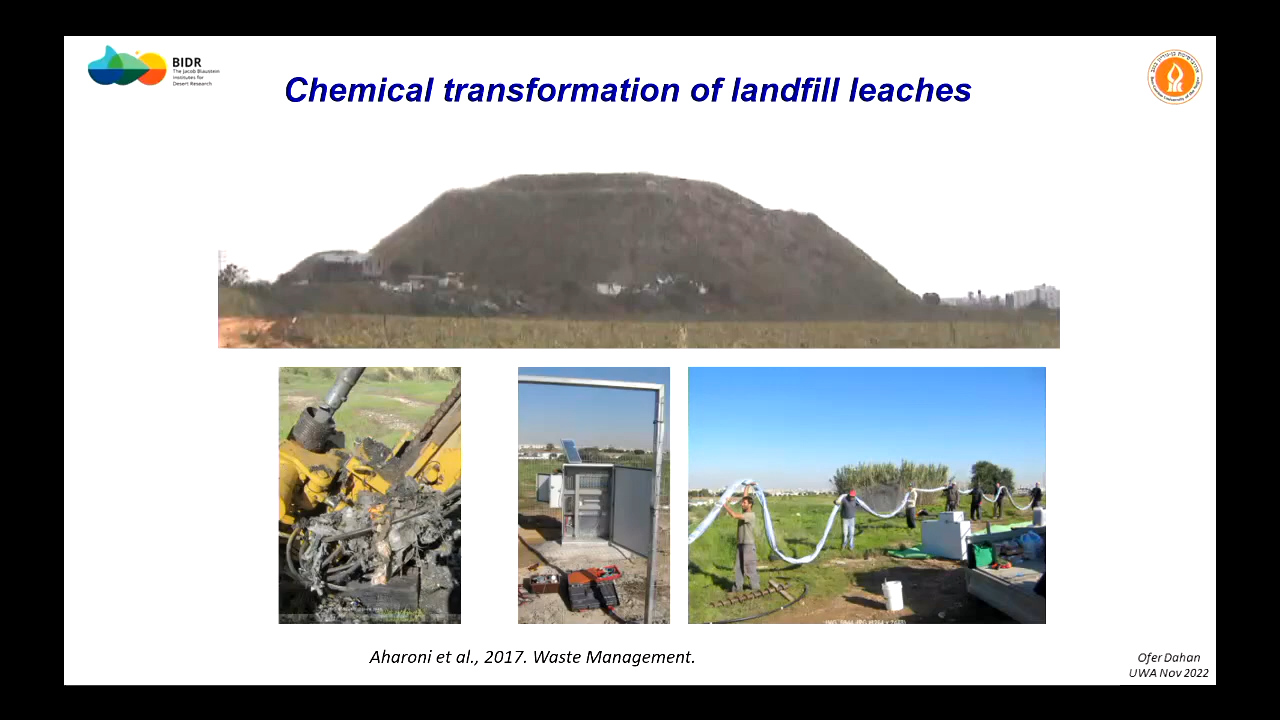 BIDR
The Jacob Blaustein
Institutes for
Desert Research
Chemical transformation of landfill leaches
Aharoni et al., 2017. Waste Management.
Ofer Dahan
UWA Nov 2022